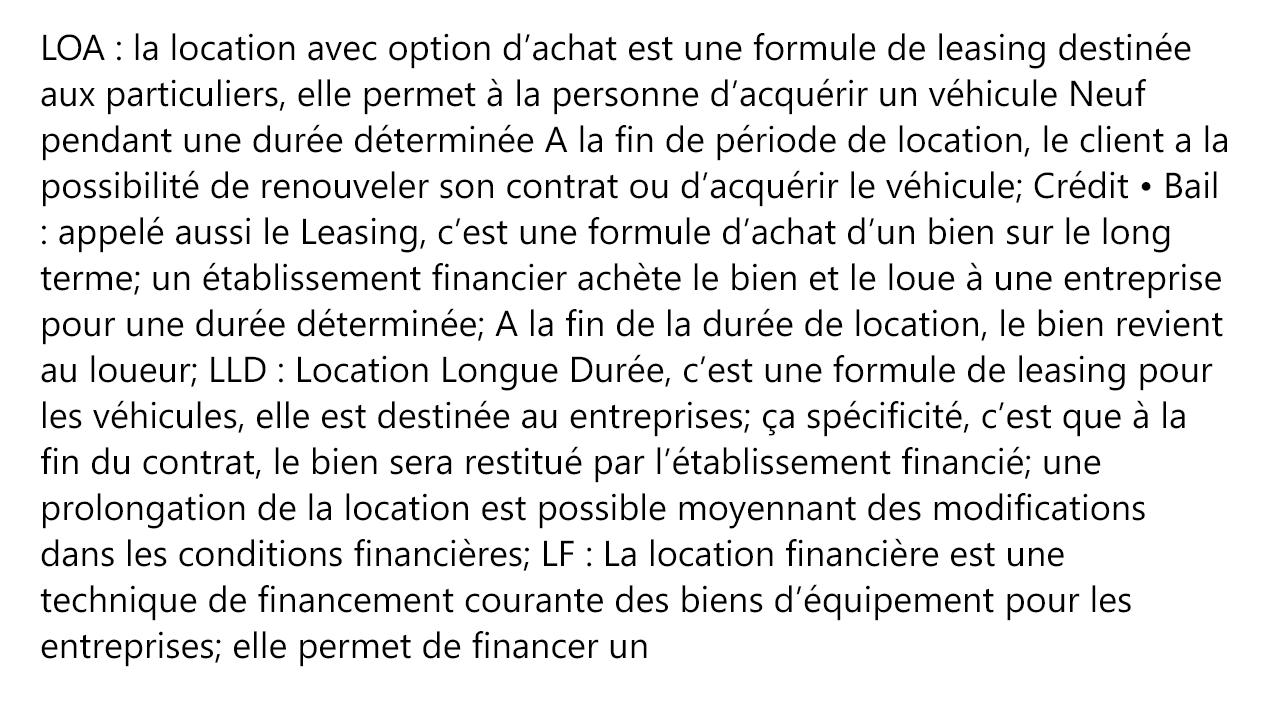 LOA : la location avec option d’achat est une formule de leasing destinée
aux particuliers, elle permet à la personne d’acquérir un véhicule Neuf
pendant une durée déterminée A la fin de période de location, le client a la
possibilité de renouveler son contrat ou d’acquérir le véhicule; Crédit • Bail
: appelé aussi le Leasing, c’est une formule d’achat d’un bien sur le long
terme; un établissement financier achète le bien et le loue à une entreprise
pour une durée déterminée; A la fin de la durée de location, le bien revient
au loueur; LLD : Location Longue Durée, c’est une formule de leasing pour
les véhicules, elle est destinée au entreprises; ça spécificité, c’est que à la
fin du contrat, le bien sera restitué par l’établissement financié; une
prolongation de la location est possible moyennant des modifications
dans les conditions financières; LF : La location financière est une
technique de financement courante des biens d’équipement pour les
entreprises; elle permet de financer un